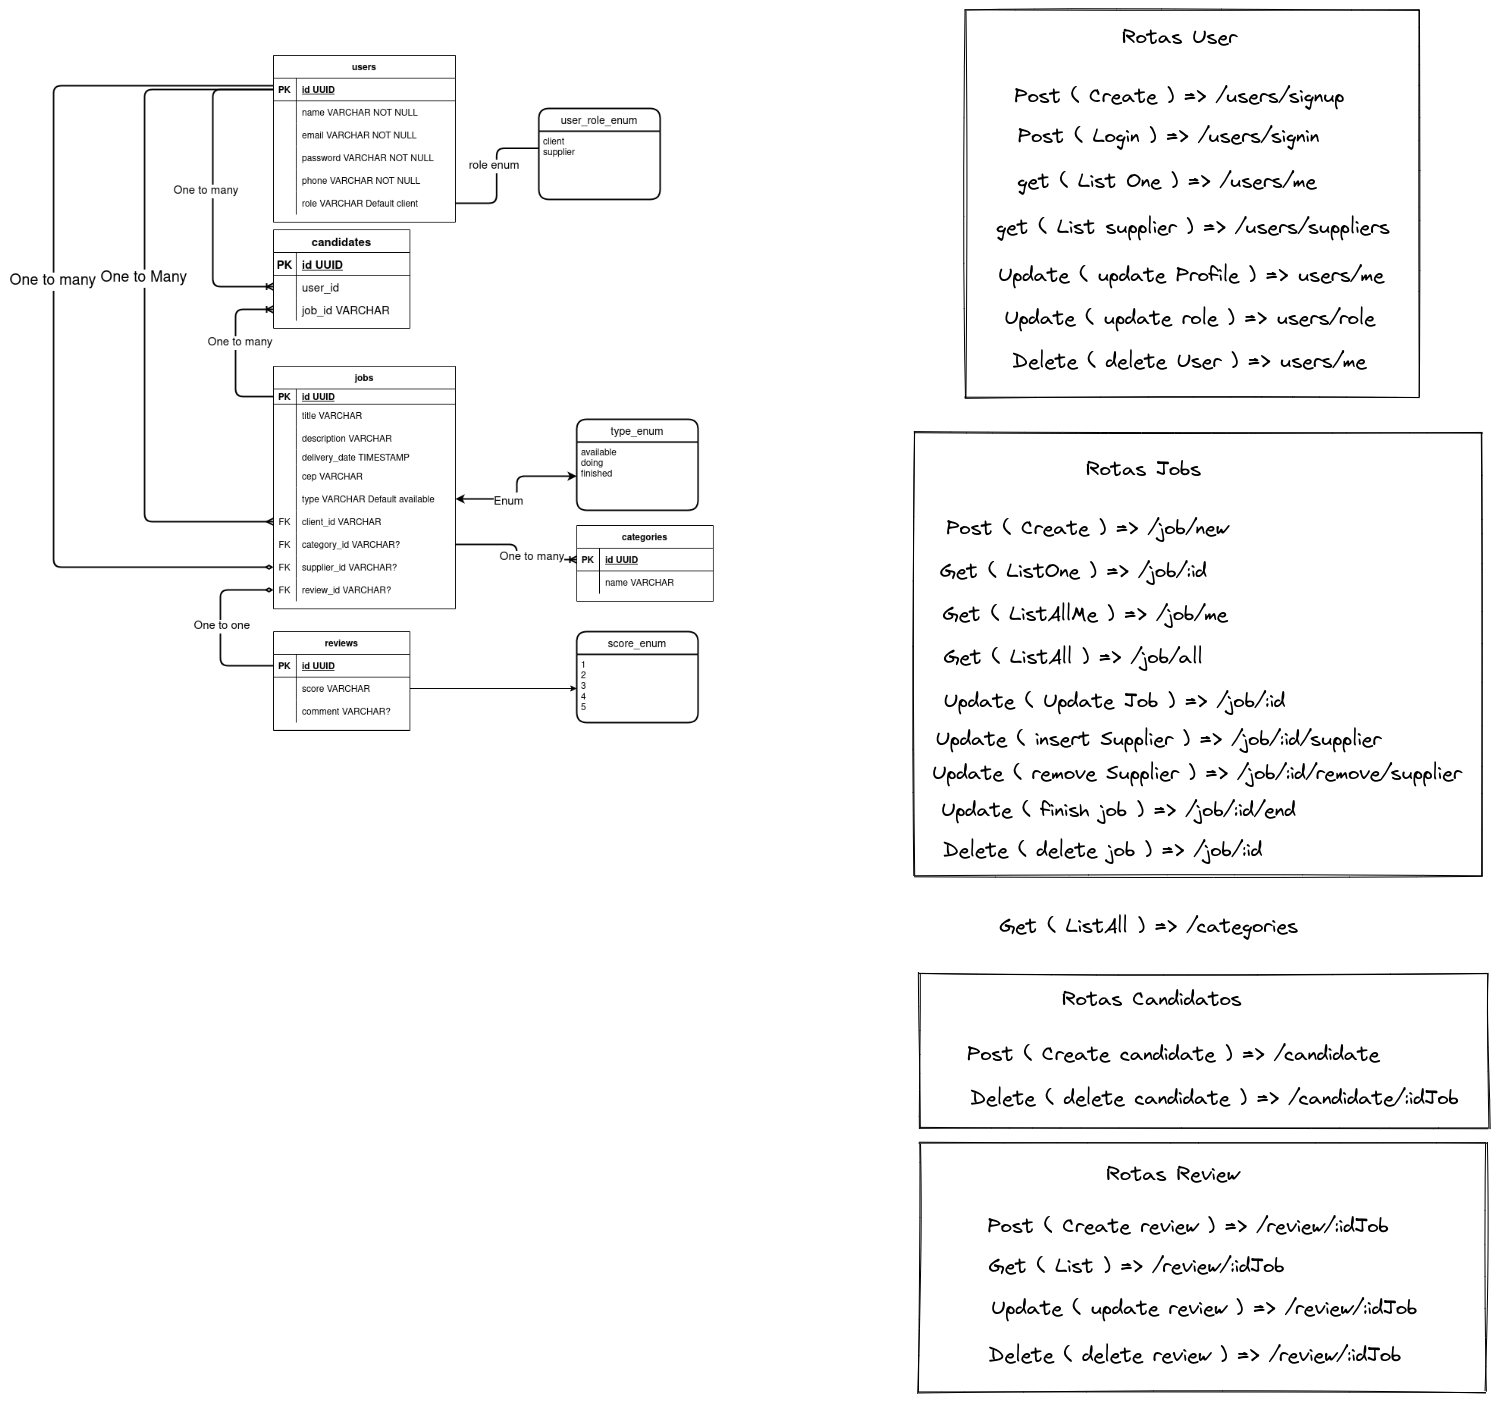 users
PK id UUID
name VARCHAR NOT NULL
email VARCHAR NOT NULL
password VARCHAR NOT NULL
phone VARCHAR NOT NULL
role VARCHAR Default client
role enum
user_role_enum
client
supplier
One to many
One to many
One to Many
candidates
PK id UUID
user_id
job_id VARCHAR
One to many
jobs
PK id UUID
title VARCHAR
description VARCHAR
delivery_date TIMESTAMP
cep VARCHAR
type VARCHAR Default available
FK client_id VARCHAR
FK category_id VARCHAR?
FK supplier_id VARCHAR?
FK review_id VARCHAR?
Enum
type_enum
available
doing
finished
One to many
categories
PK id UUID
name VARCHAR
One to one
reviews
PK id UUID
score VARCHAR
comment VARCHAR?
score_enum
1
2
3
4
5
Rotas User
Post ( Create ) => /users/signup
Post ( Login ) => /users/signin
get ( List One ) => /users/me
get ( List supplier ) => /users/suppliers
Update ( update Profile ) => users/me
Update ( update role ) => users/role
Delete ( delete User ) => users/me
Rotas Jobs
Post ( Create ) => /job/new
Get ( ListOne ) => /job/:id
Get ( ListAllMe ) => /job/me
Get ( ListAll ) => /job/all
Update ( Update Job ) => /job/:id
Update ( insert Supplier ) => /job/:id/supplier
Update ( remove Supplier ) => /job/:id/remove/supplier
Update ( finish job ) => /job/:id/end
Delete ( delete job ) => /job/:id
Get ( ListAll ) => /categories
Rotas Candidatos
Post ( Create candidate ) => /candidate
Delete ( delete candidate ) => /candidate/:idJob
Rotas Review
Post ( Create review ) => /review/:idJob
Get ( List ) => /review/:idJob
Update ( update review ) => /review/:idJob
Delete ( delete review ) => /review/:idJob